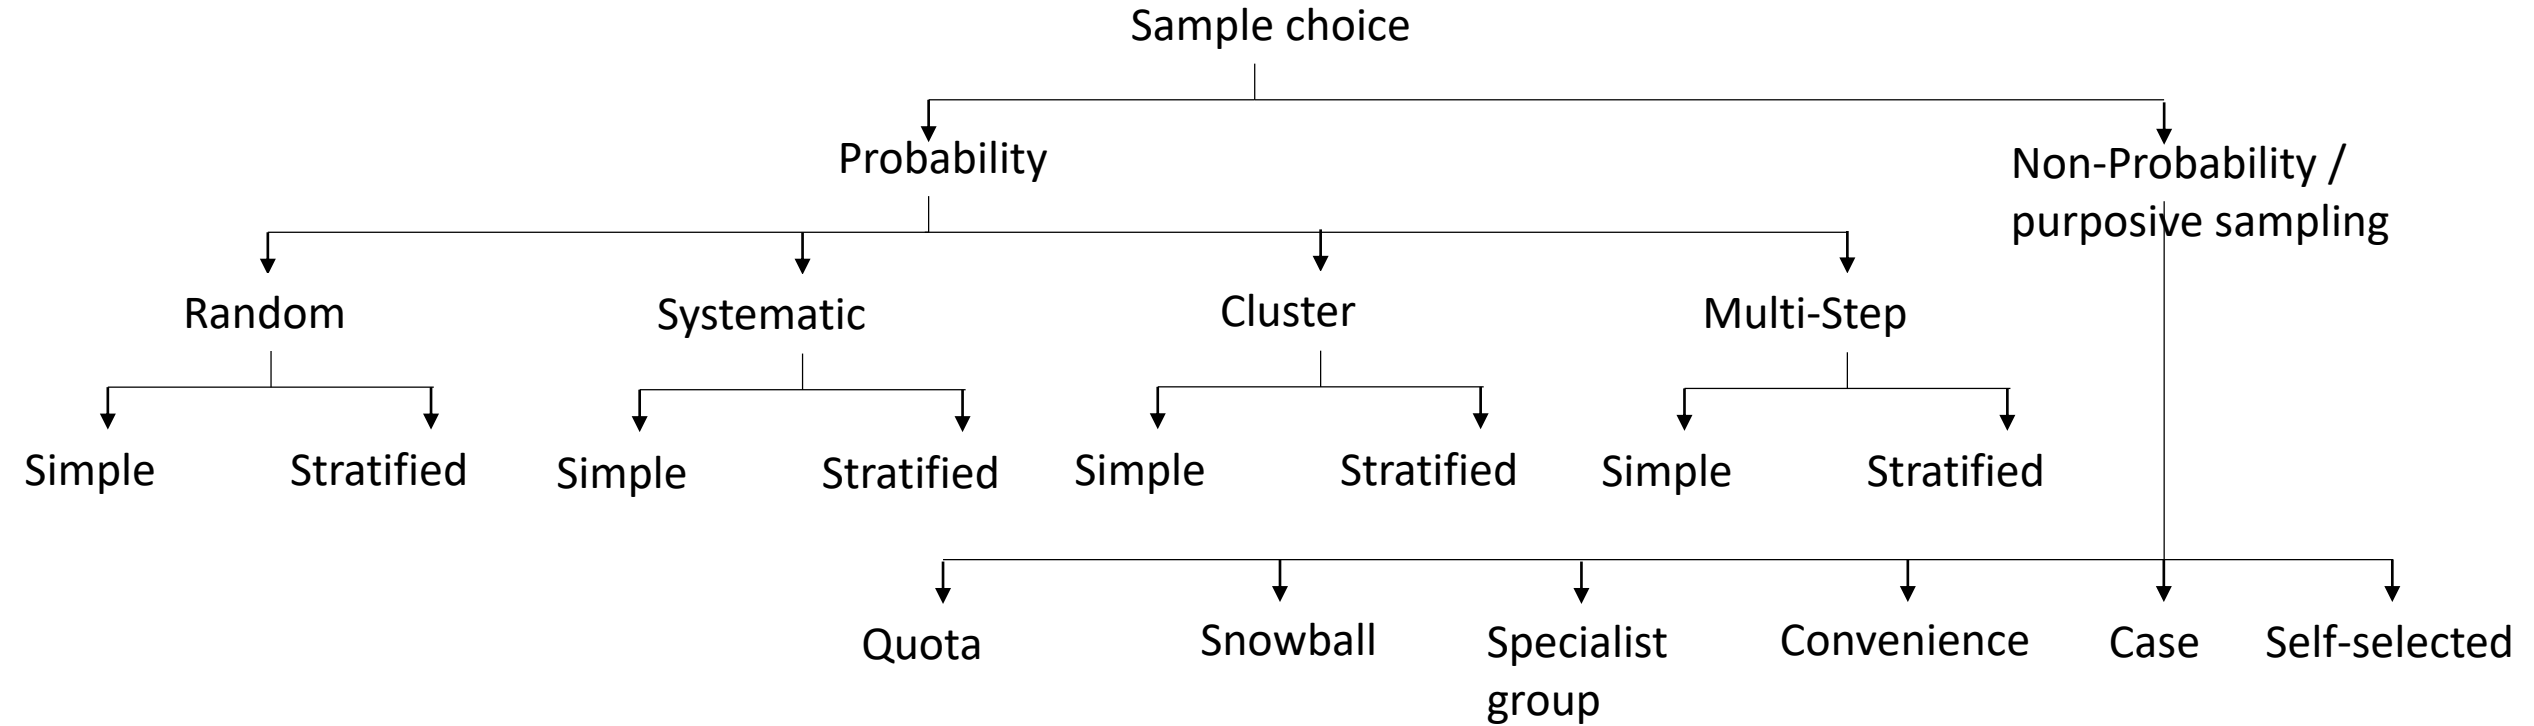 Sample choice
Probability
Non-Probability /
purposive sampling
Random
Systematic
Cluster
Multi-Step
Simple
Stratified
Simple
Stratified
Simple
Stratified
Simple
Stratified
Quota
Snowball
Specialist
group
Convenience
Case
Self-selected